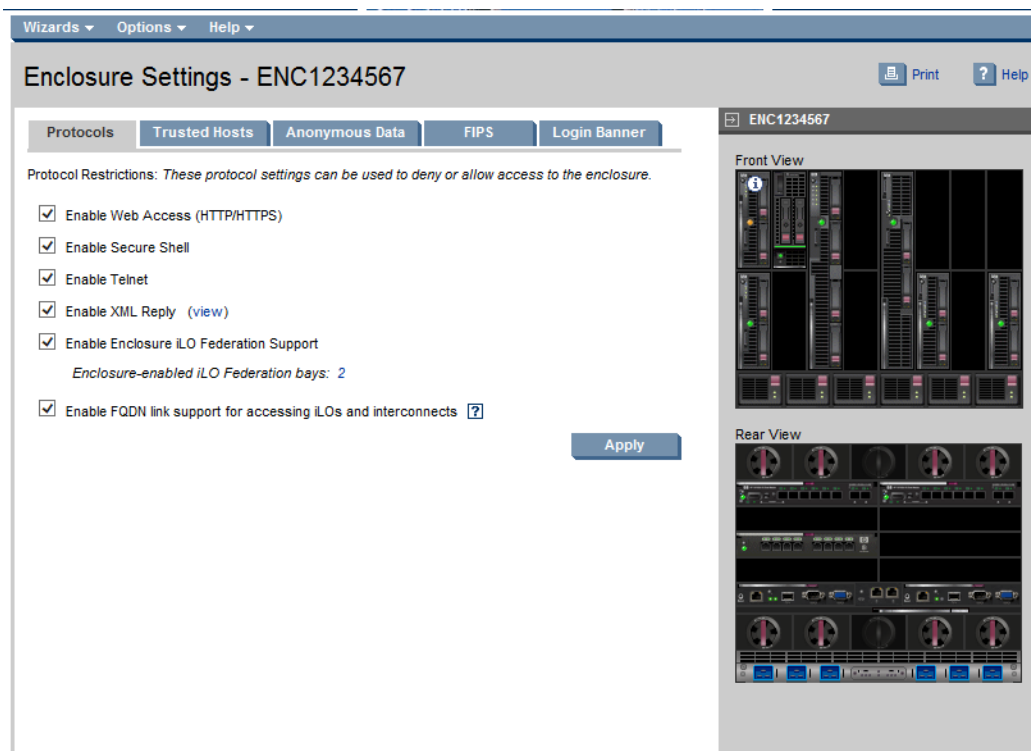 Wizards Options Help
Enclosure Settings - ENC1234567
Print ? Help
Protocols Trusted Hosts Anonymous Data FIPS Login Banner
Protocol Restrictions: These protocol settings can be used to deny or allow access to the enclosure.
Enable Web Access (HTTP/HTTPS)
Enable Secure Shell
Enable Telnet
Enable XML Reply (view)
Enable Enclosure iLO Federation Support
Enclosure-enabled iLO Federation bays: 2
Enable FQDN link support for accessing iLOs and interconnects ?
Apply
ENC1234567
Front View
i
Rear View